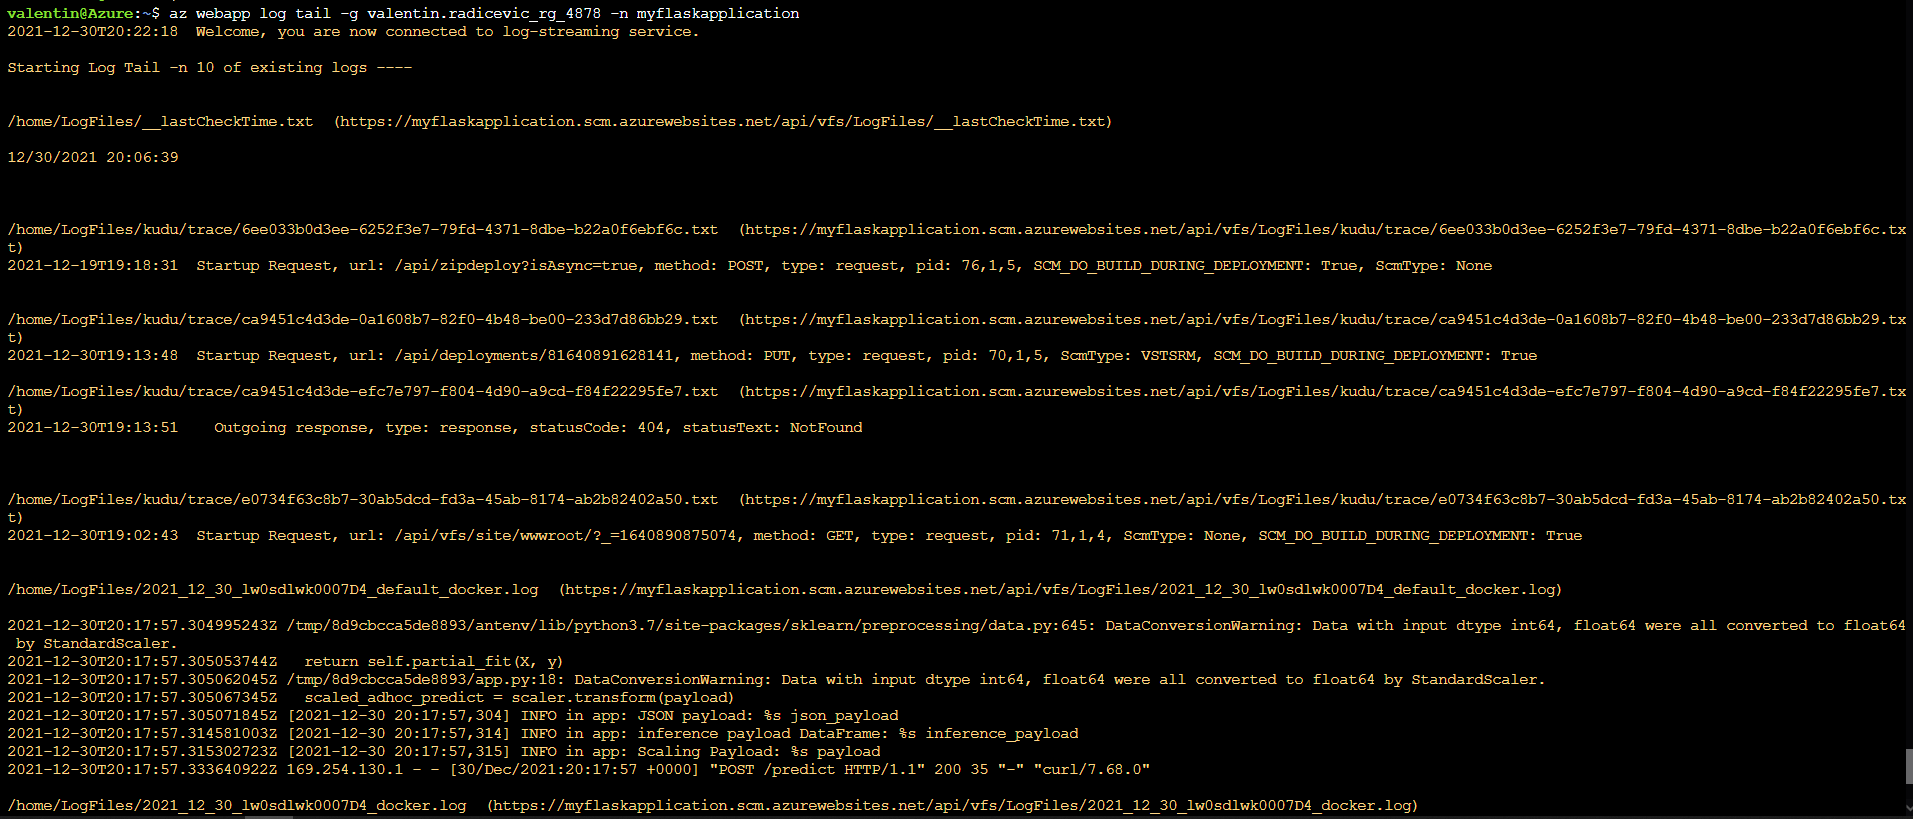 valentin@Azure:~$ az webapp log tail -g valentin.radicevic_rg_4878 -n myflaskapplication
2021-12-30T20:22:18  Welcome, you are now connected to log-streaming service.
Starting Log Tail -n 10 of existing logs ----
/home/LogFiles/__lastCheckTime.txt  (https://myflaskapplication.scm.azurewebsites.net/api/vfs/LogFiles/__lastCheckTime.txt)
12/30/2021 20:06:39
/home/LogFiles/kudu/trace/6ee033b0d3ee-6252f3e7-79fd-4371-8dbe-b22a0f6ebf6c.txt  (https://myflaskapplication.scm.azurewebsites.net/api/vfs/LogFiles/kudu/trace/6ee033b0d3ee-6252f3e7-79fd-4371-8dbe-b22a0f6ebf6c.tx
t)
2021-12-19T19:18:31  Startup Request, url: /api/zipdeploy?isAsync=true, method: POST, type: request, pid: 76,1,5, SCM_DO_BUILD_DURING_DEPLOYMENT: True, ScmType: None
/home/LogFiles/kudu/trace/ca9451c4d3de-0a1608b7-82f0-4b48-be00-233d7d86bb29.txt  (https://myflaskapplication.scm.azurewebsites.net/api/vfs/LogFiles/kudu/trace/ca9451c4d3de-0a1608b7-82f0-4b48-be00-233d7d86bb29.tx
t)
2021-12-30T19:13:48  Startup Request, url: /api/deployments/81640891628141, method: PUT, type: request, pid: 70,1,5, ScmType: VSTSRM, SCM_DO_BUILD_DURING_DEPLOYMENT: True
/home/LogFiles/kudu/trace/ca9451c4d3de-efc7e797-f804-4d90-a9cd-f84f22295fe7.txt  (https://myflaskapplication.scm.azurewebsites.net/api/vfs/LogFiles/kudu/trace/ca9451c4d3de-efc7e797-f804-4d90-a9cd-f84f22295fe7.tx
t)
2021-12-30T19:13:51    Outgoing response, type: response, statusCode: 404, statusText: NotFound
/home/LogFiles/kudu/trace/e0734f63c8b7-30ab5dcd-fd3a-45ab-8174-ab2b82402a50.txt  (https://myflaskapplication.scm.azurewebsites.net/api/vfs/LogFiles/kudu/trace/e0734f63c8b7-30ab5dcd-fd3a-45ab-8174-ab2b82402a50.tx
t)
2021-12-30T19:02:43  Startup Request, url: /api/vfs/site/wwwroot/?_=1640890875074, method: GET, type: request, pid: 71,1,4, ScmType: None, SCM_DO_BUILD_DURING_DEPLOYMENT: True
/home/LogFiles/2021_12_30_lw0sdlwk0007D4_default_docker.log  (https://myflaskapplication.scm.azurewebsites.net/api/vfs/LogFiles/2021_12_30_lw0sdlwk0007D4_default_docker.log)
2021-12-30T20:17:57.304995243Z /tmp/8d9cbcca5de8893/antenv/lib/python3.7/site-packages/sklearn/preprocessing/data.py:645: DataConversionWarning: Data with input dtype int64, float64 were all converted to float64
 by StandardScaler.
2021-12-30T20:17:57.305053744Z   return self.partial_fit(X, y)
2021-12-30T20:17:57.305062045Z /tmp/8d9cbcca5de8893/app.py:18: DataConversionWarning: Data with input dtype int64, float64 were all converted to float64 by StandardScaler.
2021-12-30T20:17:57.305067345Z   scaled_adhoc_predict = scaler.transform(payload)
2021-12-30T20:17:57.305071845Z [2021-12-30 20:17:57,304] INFO in app: JSON payload: %s json_payload
2021-12-30T20:17:57.314581003Z [2021-12-30 20:17:57,314] INFO in app: inference payload DataFrame: %s inference_payload
2021-12-30T20:17:57.315302723Z [2021-12-30 20:17:57,315] INFO in app: Scaling Payload: %s payload
2021-12-30T20:17:57.333640922Z 169.254.130.1 - - [30/Dec/2021:20:17:57 +0000] "POST /predict HTTP/1.1" 200 35 "-" "curl/7.68.0"
/home/LogFiles/2021_12_30_lw0sdlwk0007D4_docker.log  (https://myflaskapplication.scm.azurewebsites.net/api/vfs/LogFiles/2021_12_30_lw0sdlwk0007D4_docker.log)